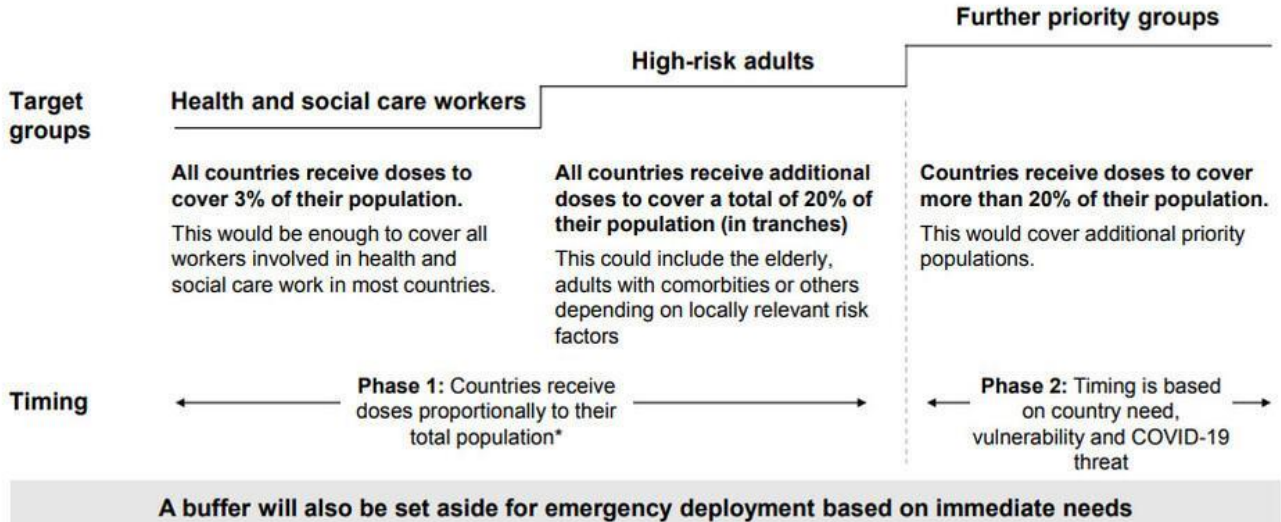 Further priority groups
High-risk adults
Target
groups
Health and social care workers
All countries receive doses to
cover 3% of their population.
This would be enough to cover all
workers involved in health and
social care work in most countries.
All countries receive additional
doses to cover a total of 20% of
their population (in tranches)
This could include the elderly,
adults with comorbities or others
depending on locally relevant risk
factors
Countries receive doses to cover
more than 20% of their population.
This would cover additional priority
populations.
Timing
Phase 1: Countries receive
doses proportionally to their
total population*
Phase 2: Timing is based
on country need,
vulnerability and COVID-19
threat
A buffer will also be set aside for emergency deployment based on immediate needs